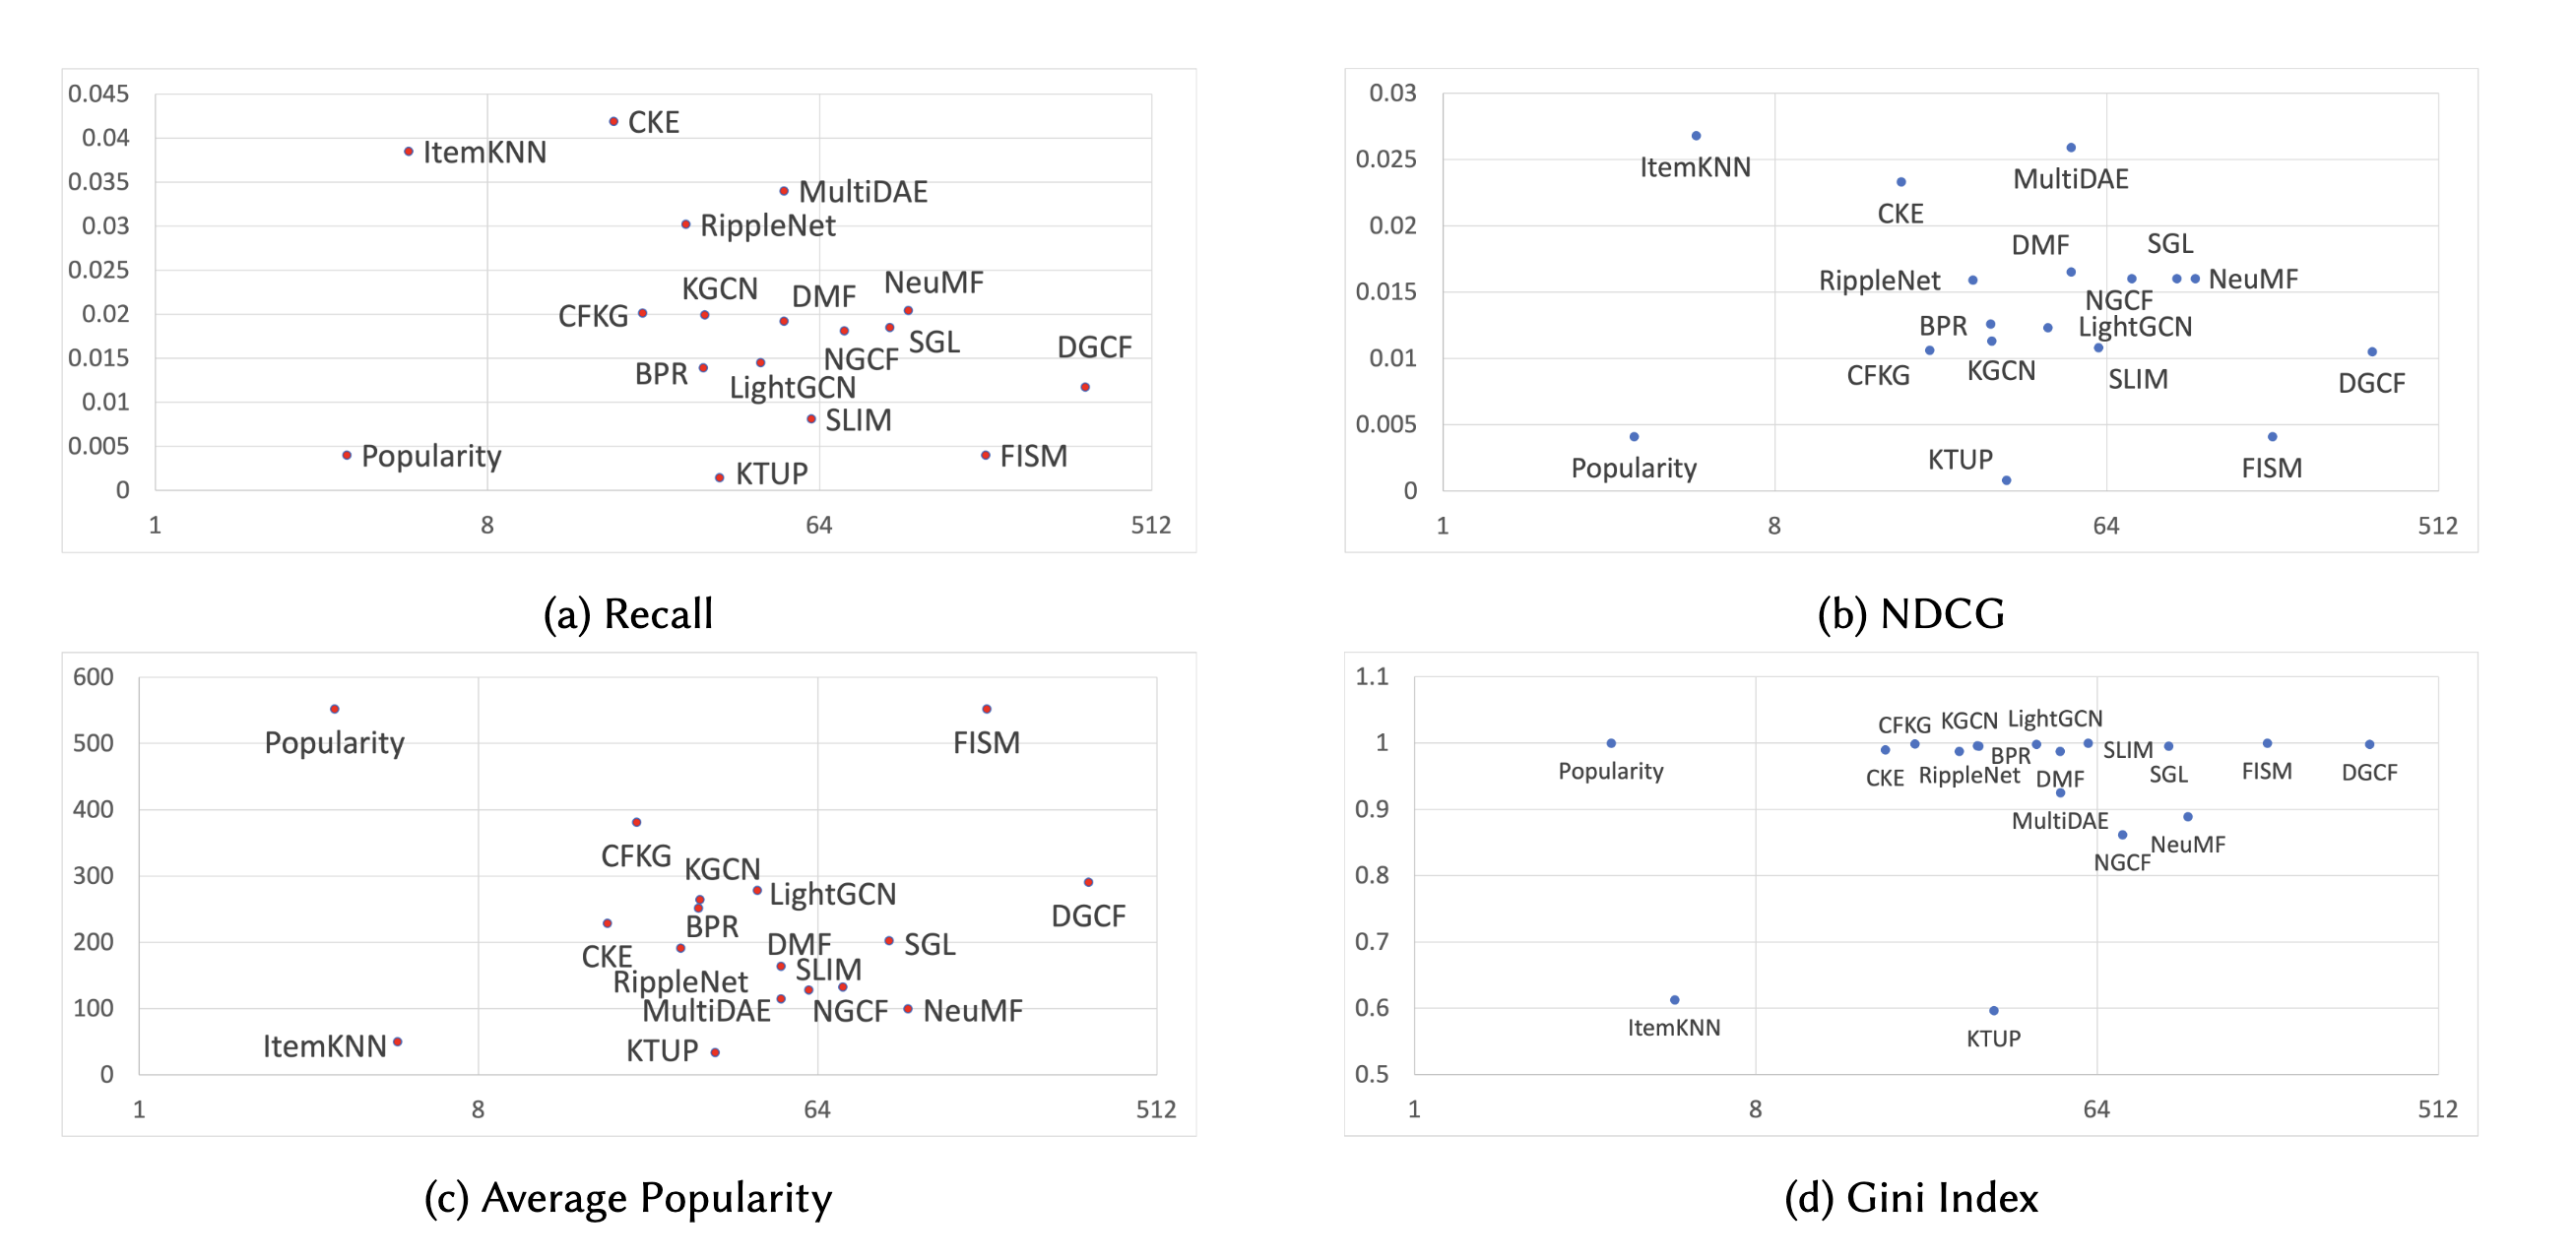 0.045
0.04
0.035
0.03
0.025
0.02
0.015
0.01
0.005
0
CKE
ItemKNN
MultiDAE
RippleNet
NeuMF
KGCN
DMF
CFKG
SGL
DGCF
NGCF
BPR
LightGCN
SLIM
Popularity
FISM
KTUP
1 8 64 512
(a) Recall
0.03
0.025
0.02
0.015
0.01
0.005
0
ItemKNN
MultiDAE
CKE
DMF
SGL
RippleNet
NeuMF
NGCF
BPR
LightGCN
CFKG
KGCN
SLIM
DGCF
KTUP
Popularity
FISM
1 8 64 512
(b) NDCG
600
500
400
300
200
100
0
Popularity
FISM
CFKG
KGCN
LightGCN
DGCF
BPR
DMF
SGL
CKE
SLIM
RippleNet
MultiDAE
NGCF
NeuMF
ItemKNN
KTUP
1 8 64 512
(c) Average Popularity
1.1
1
0.9
0.8
0.7
0.6
0.5
CFKG
KGCN
LightGCN
BPR
SLIM
Popularity
CKE
RippleNet
DMF
SGL
FISM
DGCF
MultiDAE
NeuMF
NGCF
ItemKNN
KTUP
1 8 64 512
(d) Gini Index